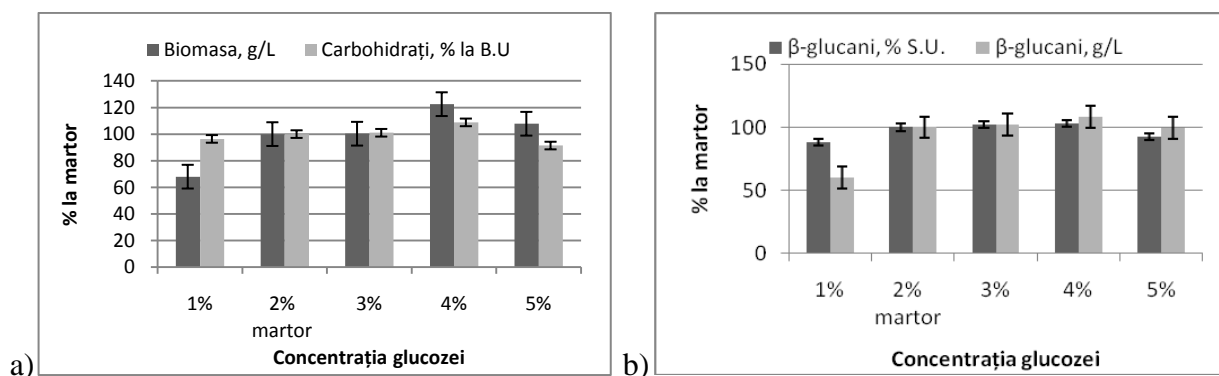 Biomasa, g/L Carbohidrați, % la B.U
% la martor
140
120
100
80
60
40
20
0
1% 2% 3% 4% 5%
martor
Concentrația glucozei
a)
β-glucani, % S.U. β-glucani, g/L
% la martor
150
100
50
0
1% 2% 3% 4% 5%
martor
Concentrația glucozei
b)